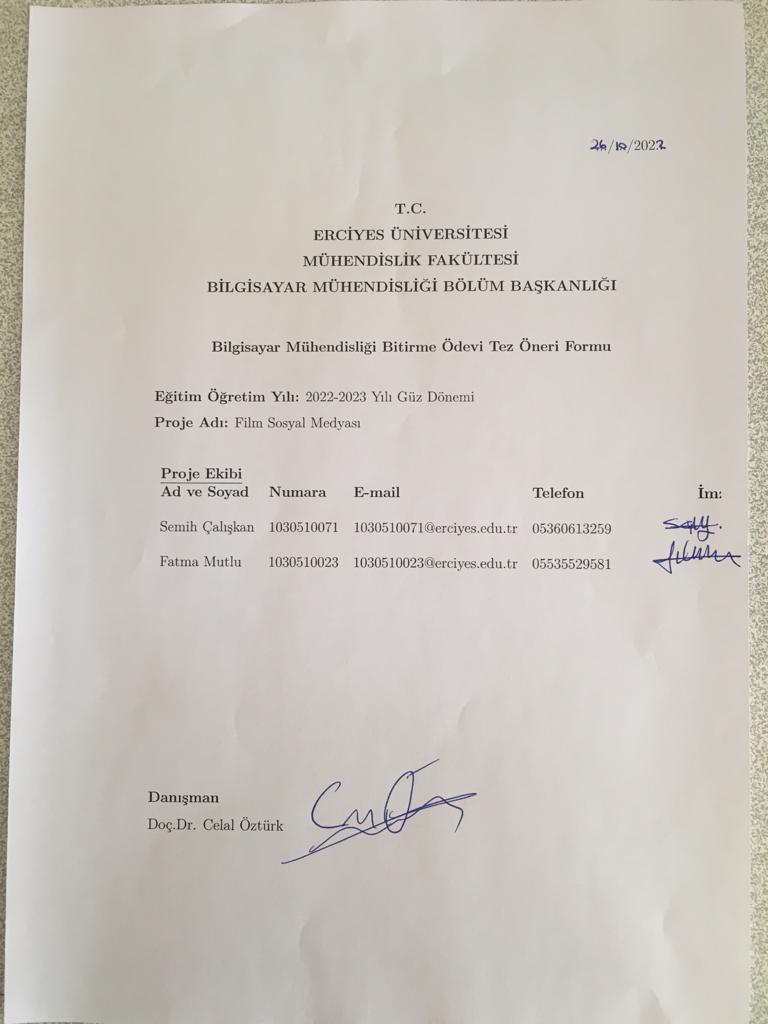 26/10/2022
T.C.
ERCİYES ÜNİVERSİTESİ
MÜHENDİSLİK FAKÜLTESİ
BİLGİSAYAR MÜHENDİSLİĞİ BÖLÜM BAŞKANLIĞI
Bilgisayar Mühendisliği Bitirme Ödevi Tez Öneri Formu
Eğitim Öğretim Yılı: 2022-2023 Yılı Güz Dönemi
Proje Adı: Film Sosyal Medyası
Proje Ekibi
Ad ve Soyad Numara E-mail Telefon İm:
Semih Çalışkan 1030510071 1030510071@erciyes.edu.tr 05360613259
Fatma Mutlu 1030510023 1030510023@erciyes.edu.tr 05535529581
Danışman
Doç.Dr. Celal Öztürk